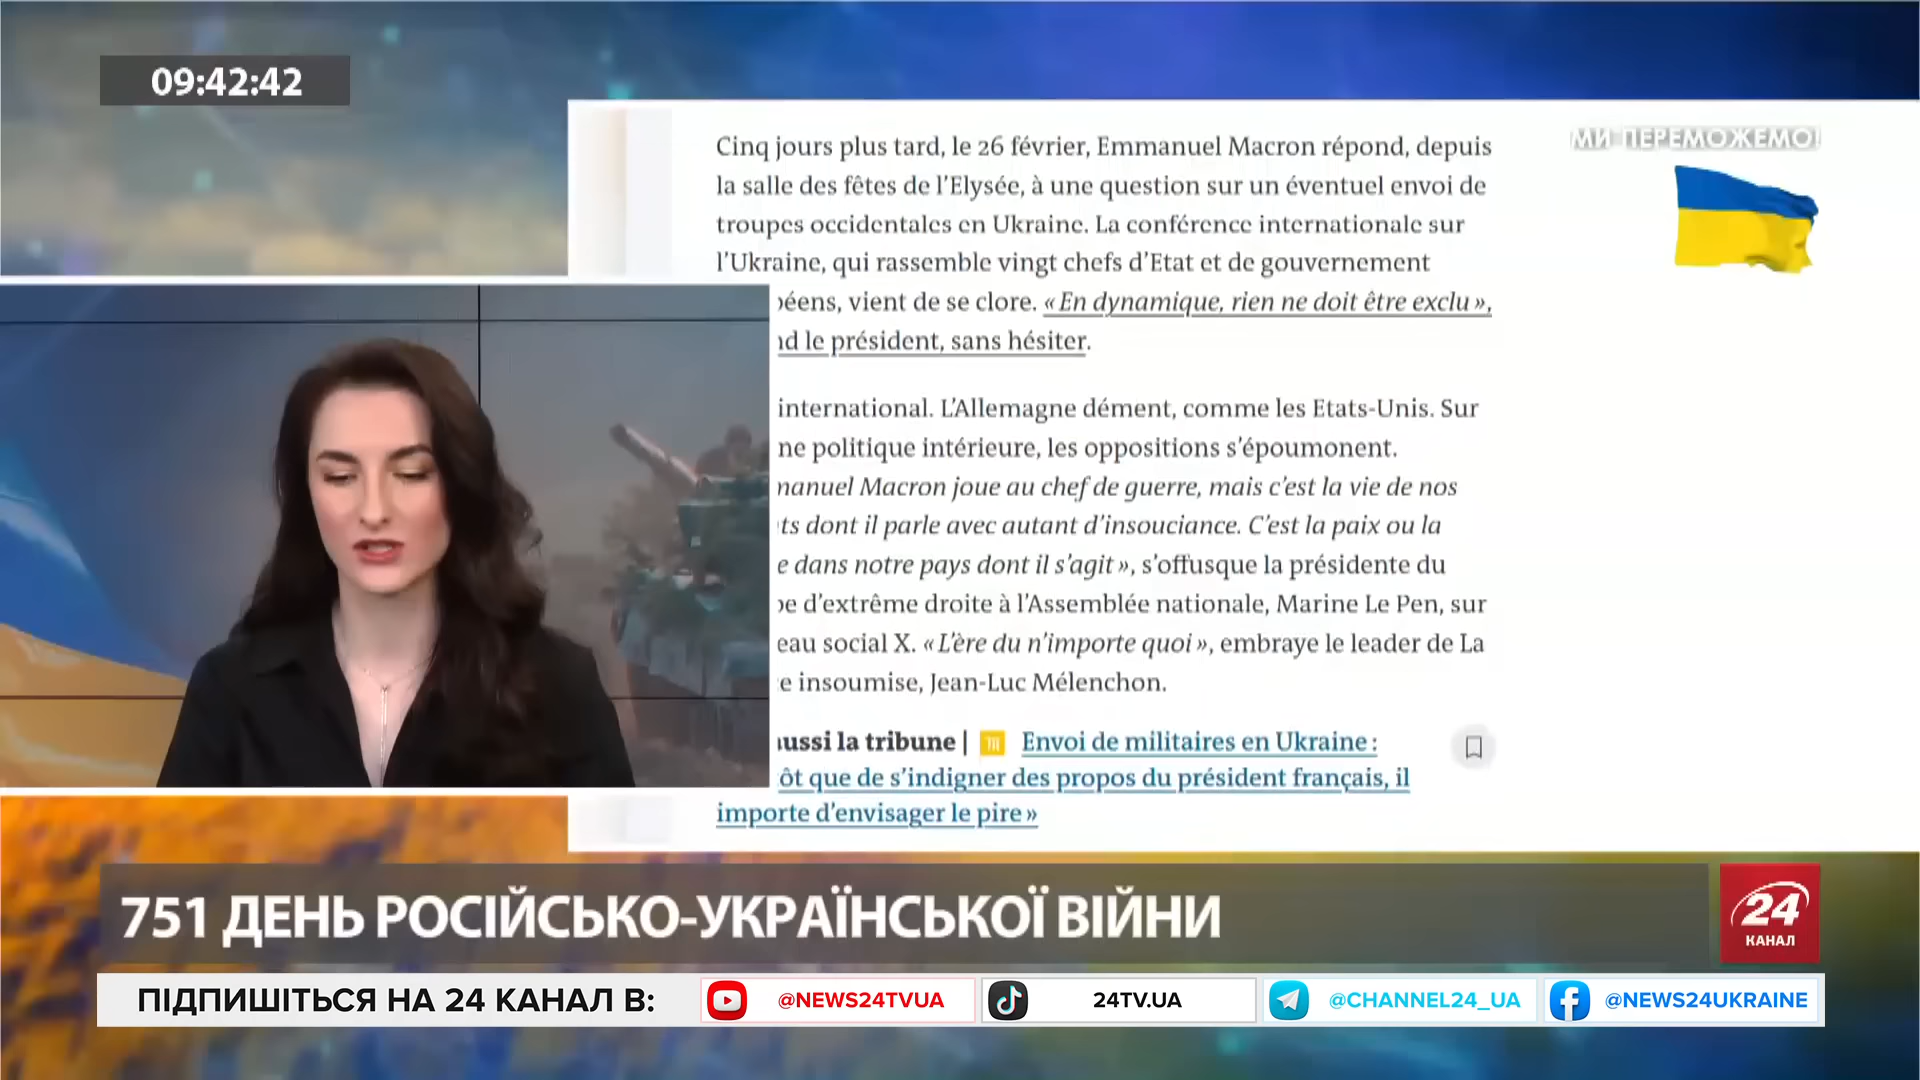 09:42:42
МИ ПЕРЕМОЖЕМО!
Cinq jours plus tard, le 26 février, Emmanuel Macron répond, depuis
la salle des fêtes de l’Elysée, à une question sur un éventuel envoi de
troupes occidentales en Ukraine. La conférence internationale sur
l’Ukraine, qui rassemble vingt chefs d’Etat et de gouvernement
péens, vient de se clore. « En dynamique, rien ne doit être exclu »,
nd le président, sans hésiter.
international. L’Allemagne dément, comme les Etats-Unis. Sur
ne politique intérieure, les oppositions s’époumonent.
manuel Macron joue au chef de guerre, mais c’est la vie de nos
ts dont il parle avec autant d’insouciance. C’est la paix ou la
e dans notre pays dont il s’agit », s’offusque la présidente du
pe d’extrême droite à l’Assemblée nationale, Marine Le Pen, sur
eau social X. « L’ère du n’importe quoi », embraye le leader de La
e insoumise, Jean-Luc Mélenchon.
aussi la tribune | Envoi de militaires en Ukraine :
ôt que de s’indigner des propos du président français, il
importe d’envisager le pire »
751 ДЕНЬ РОСІЙСЬКО-УКРАЇНСЬКОЇ ВІЙНИ
24
КАНАЛ
ПІДПИШІТЬСЯ НА 24 КАНАЛ В: @NEWS24TVUA 24TV.UA @CHANNEL24_UA @NEWS24UKRAINE